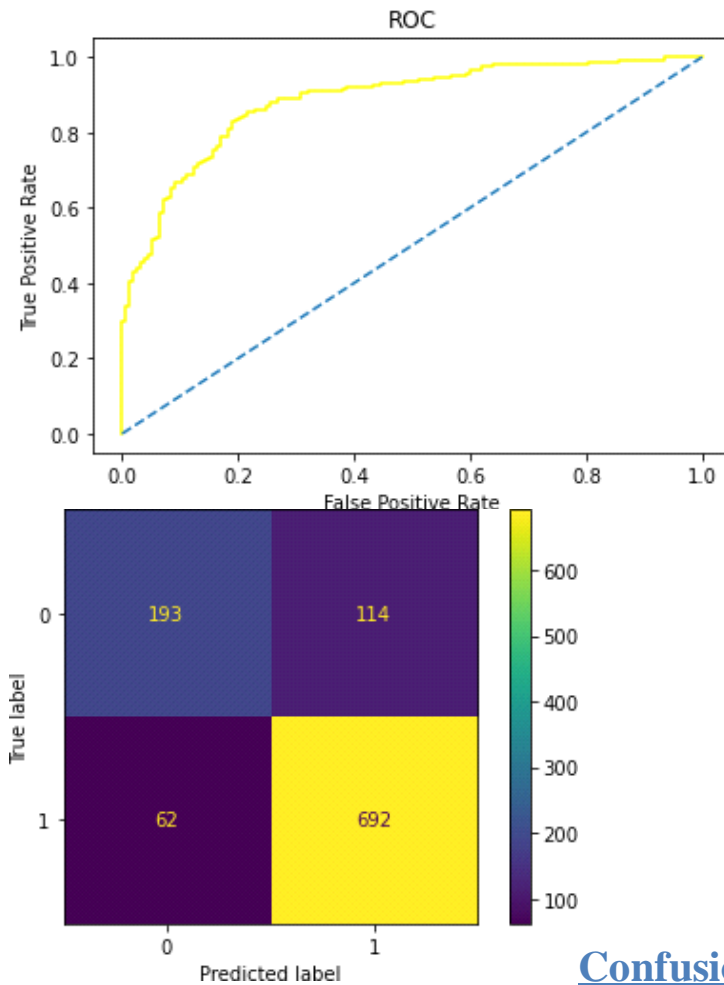 ROC
1.0
0.8
0.6
0.4
0.2
0.0
True Positive Rate
0.0 0.2 0.4 0.6 0.8 1.0
False Positive Rate
0 193 114
1 62 692
True label
0 1
Predicted label
600
500
400
300
200
100